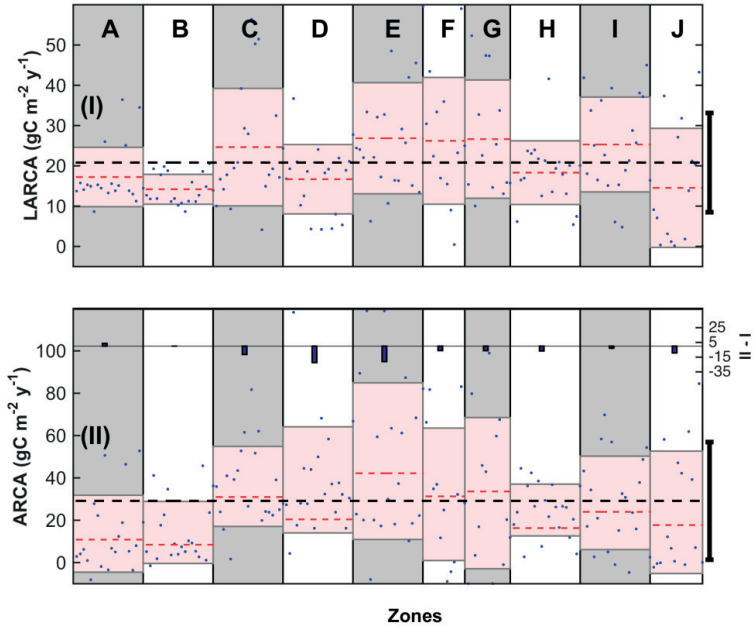 A B C D E F G H I J
50
40
30
20
10
0
(I)
LARCA (gC m-2 y-1)
100
80
60
40
20
0
(II)
ARCA (gC m-2 y-1)
25
5
-15
-35
II - I
Zones